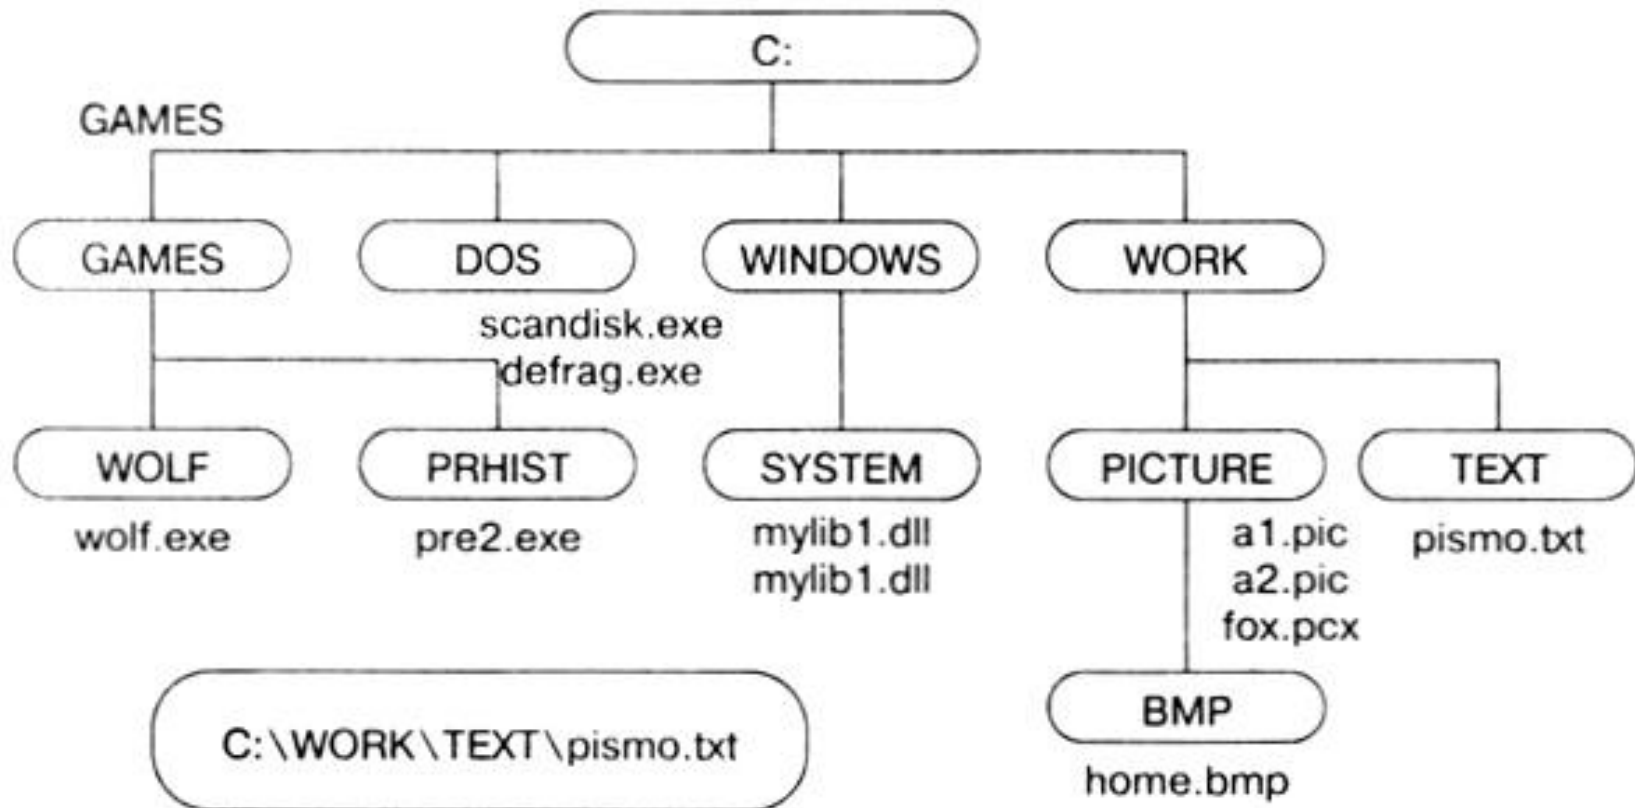 C:
GAMES
GAMES
DOS
WINDOWS
WORK
scandisk.exe
defrag.exe
WOLF
PRHIST
SYSTEM
PICTURE
TEXT
wolf.exe
pre2.exe
mylib1.dll
mylib1.dll
a1.pic
a2.pic
fox.pcx
pismo.txt
BMP
home.bmp
C:\WORK\TEXT\pismo.txt